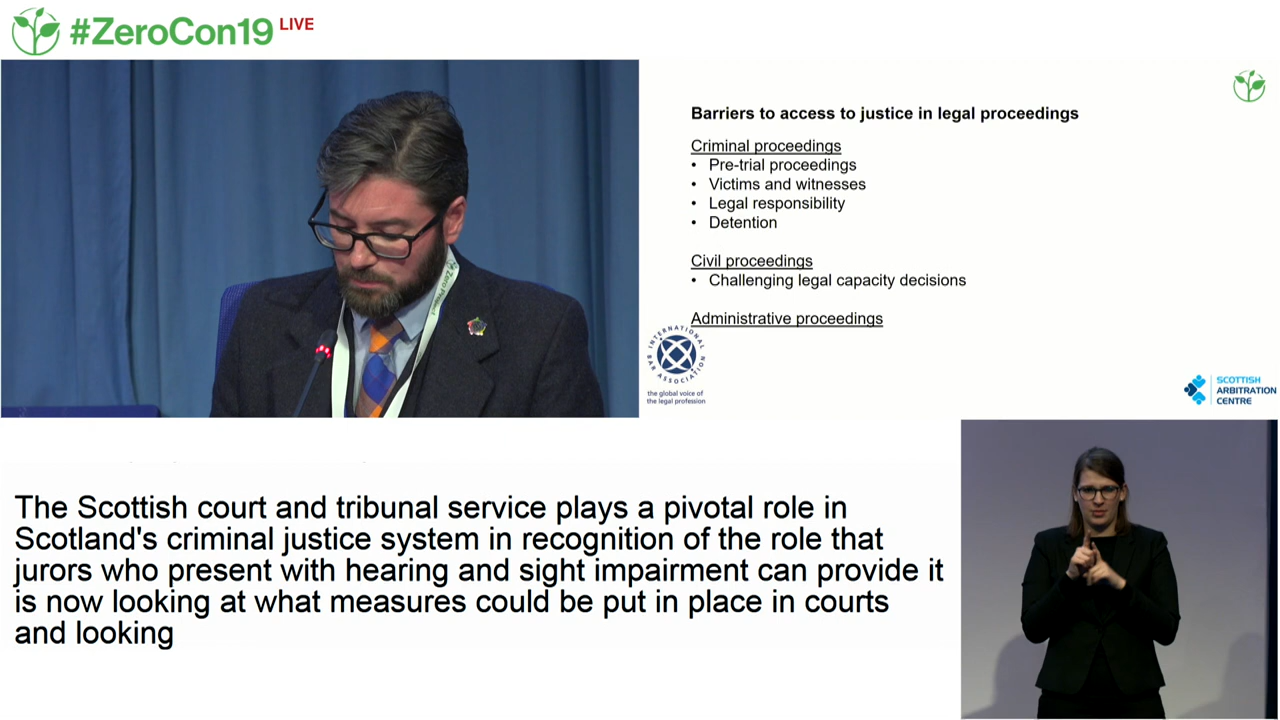 #ZeroCon19 LIVE
Barriers to access to justice in legal proceedings
Criminal proceedings
• Pre-trial proceedings
• Victims and witnesses
• Legal responsibility
• Detention
Civil proceedings
• Challenging legal capacity decisions
Administrative proceedings
INTERNATIONAL BAR ASSOCIATION
the global voice of
the legal profession
SCOTTISH
ARBITRATION
CENTRE
Zero Project
The Scottish court and tribunal service plays a pivotal role in
Scotland's criminal justice system in recognition of the role that
jurors who present with hearing and sight impairment can provide it
is now looking at what measures could be put in place in courts
and looking